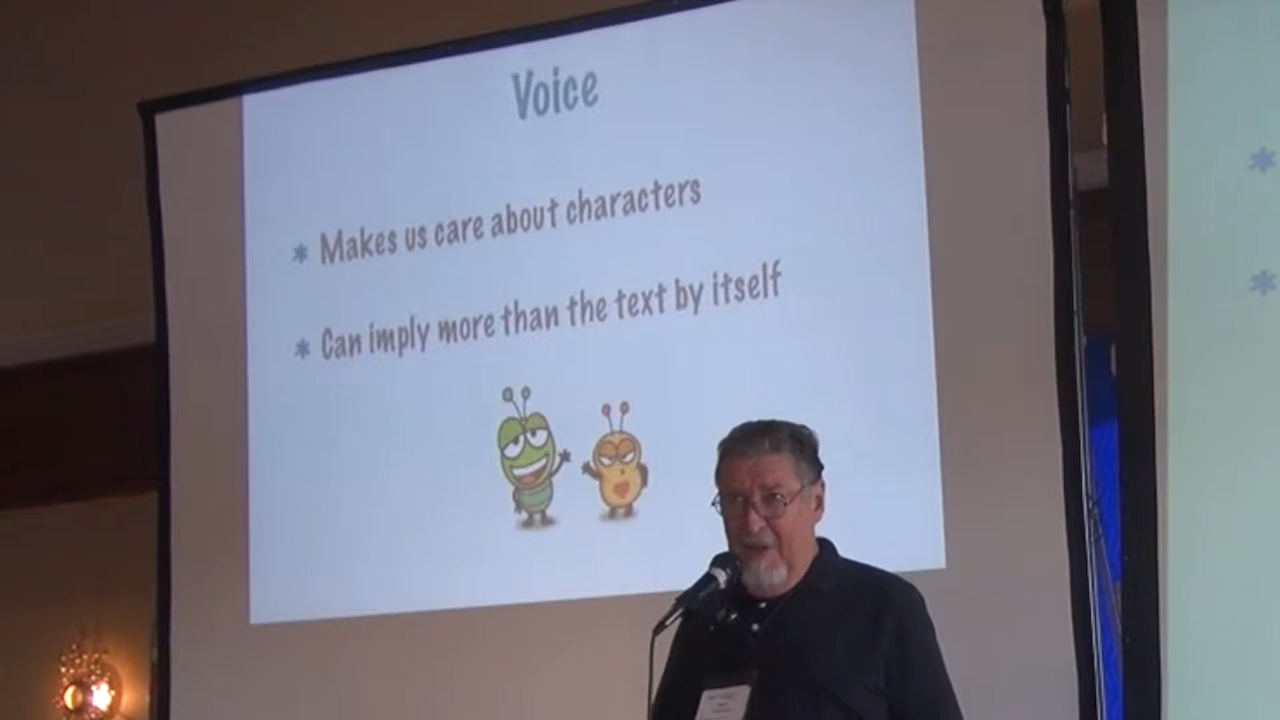 Voice
* Makes us care about characters
* Can imply more than the text by itself
*
*